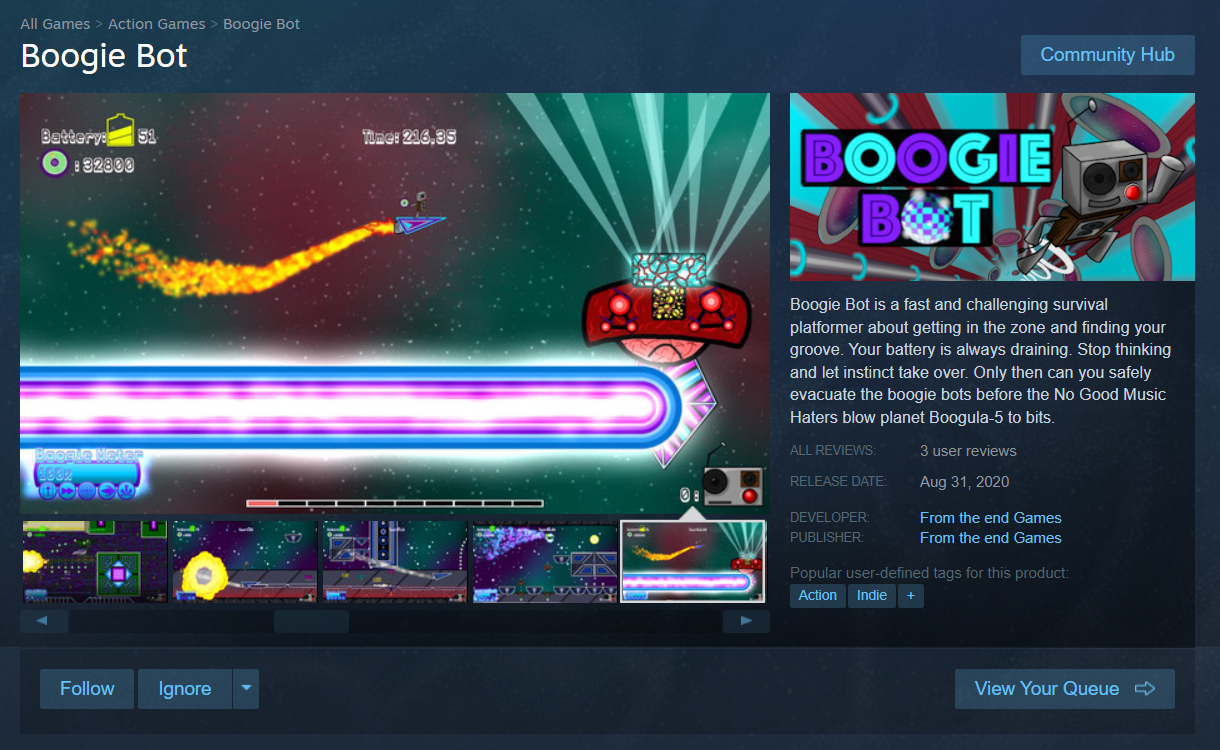 All Games > Action Games > Boogie Bot
Boogie Bot
Community Hub
Battery: 51
: 32800
Time: 216.35
Boogie Meter
100%
0:
BOOGIE
BOT
Boogie Bot is a fast and challenging survival
platformer about getting in the zone and finding your
groove. Your battery is always draining. Stop thinking
and let instinct take over. Only then can you safely
evacuate the boogie bots before the No Good Music
Haters blow planet Boogula-5 to bits.
ALL REVIEWS: 3 user reviews
RELEASE DATE: Aug 31, 2020
DEVELOPER: From the end Games
PUBLISHER: From the end Games
Popular user-defined tags for this product:
Action Indie +
Follow Ignore
View Your Queue